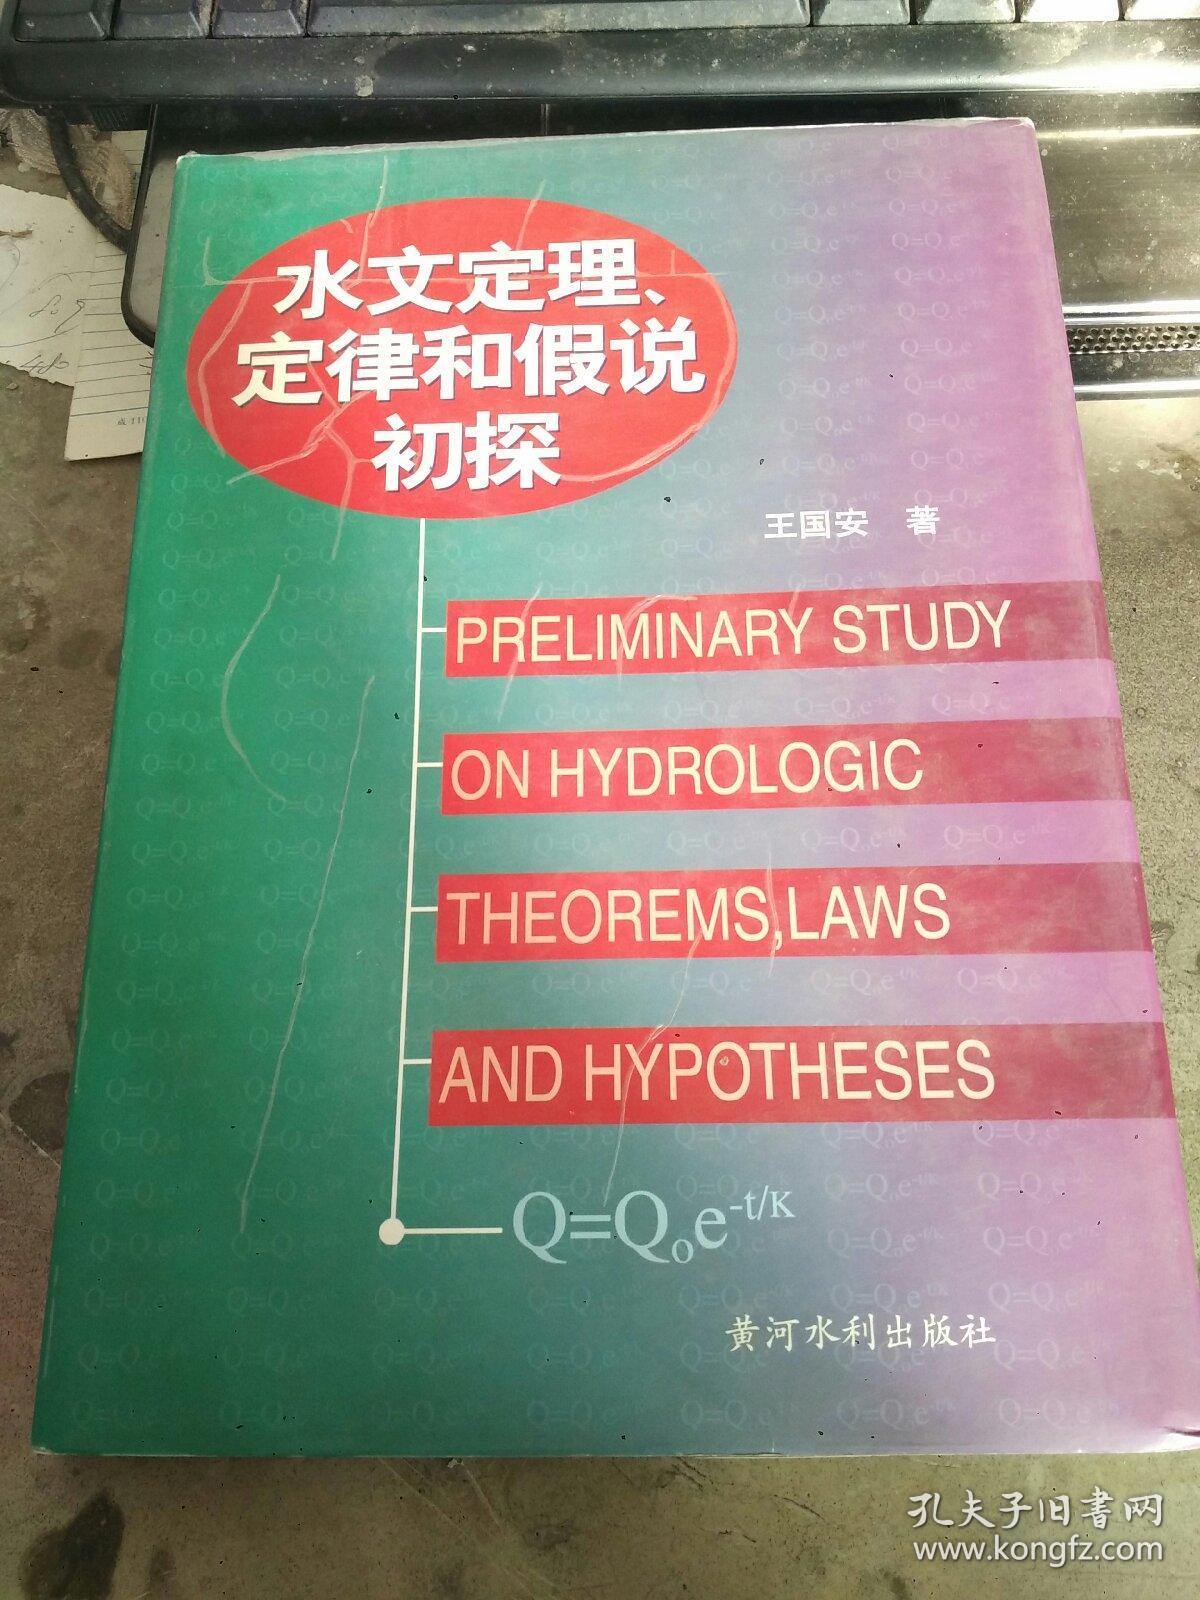 水文定理、
定律和假说
初探
王国安 著
PRELIMINARY STUDY
ON HYDROLOGIC
THEOREMS,LAWS
AND HYPOTHESES
Q=Qₒe⁻ᵗ/ᴷ
黄河水利出版社
孔夫子旧书网
www.kongfz.com